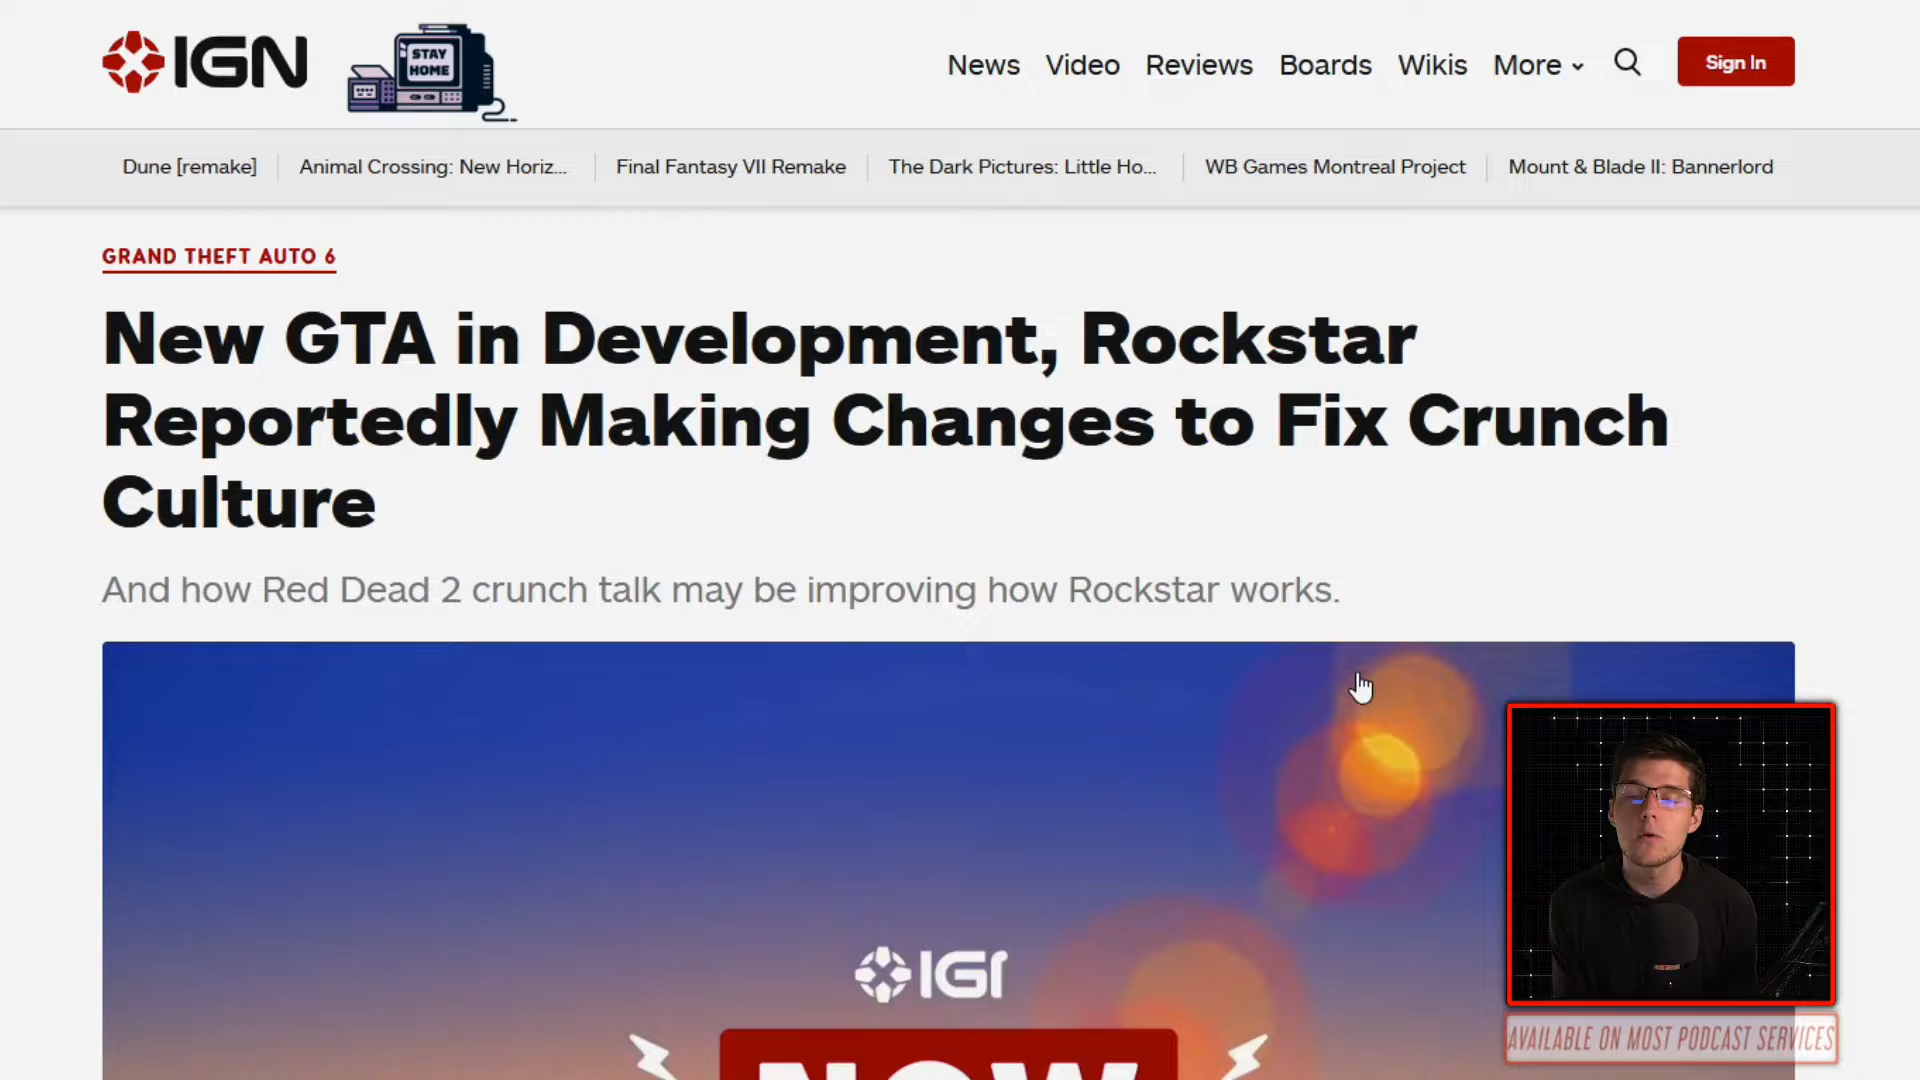 IGN
STAY
HOME
News Video Reviews Boards Wikis More
Sign In
Dune [remake] Animal Crossing: New Horiz... Final Fantasy VII Remake The Dark Pictures: Little Ho... WB Games Montreal Project Mount & Blade II: Bannerlord
GRAND THEFT AUTO 6
New GTA in Development, Rockstar
Reportedly Making Changes to Fix Crunch
Culture
And how Red Dead 2 crunch talk may be improving how Rockstar works.
IGN
NOW
AVAILABLE ON MOST PODCAST SERVICES